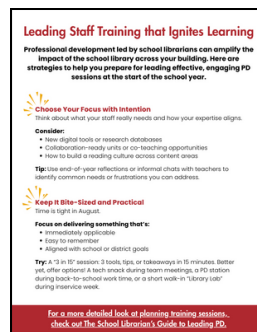 Leading Staff Training that Ignites Learning
Professional development led by school librarians can amplify the
impact of the school library across your building. Here are
strategies to help you prepare for leading effective, engaging PD
sessions at the start of the school year.
Choose Your Focus with Intention
Think about what your staff really needs and how your expertise aligns.
Consider:
• New digital tools or research databases
• Collaboration-ready units or co-teaching opportunities
• How to build a reading culture across content areas
Tip: Use end-of-year reflections or informal chats with teachers to
identify common needs or frustrations you can address.
Keep It Bite-Sized and Practical
Time is tight in August.
Focus on delivering something that's:
• Immediately applicable
• Easy to remember
• Aligned with school or district goals
Try: A "3 in 15" session: 3 tools, tips, or takeaways in 15 minutes. Better
yet, offer options! A tech snack during team meetings, a PD station
during back-to-school work time, or a short walk-in "Library Lab"
during inservice week.
For a more detailed look at planning training sessions,
check out The School Librarian's Guide to Leading PD.